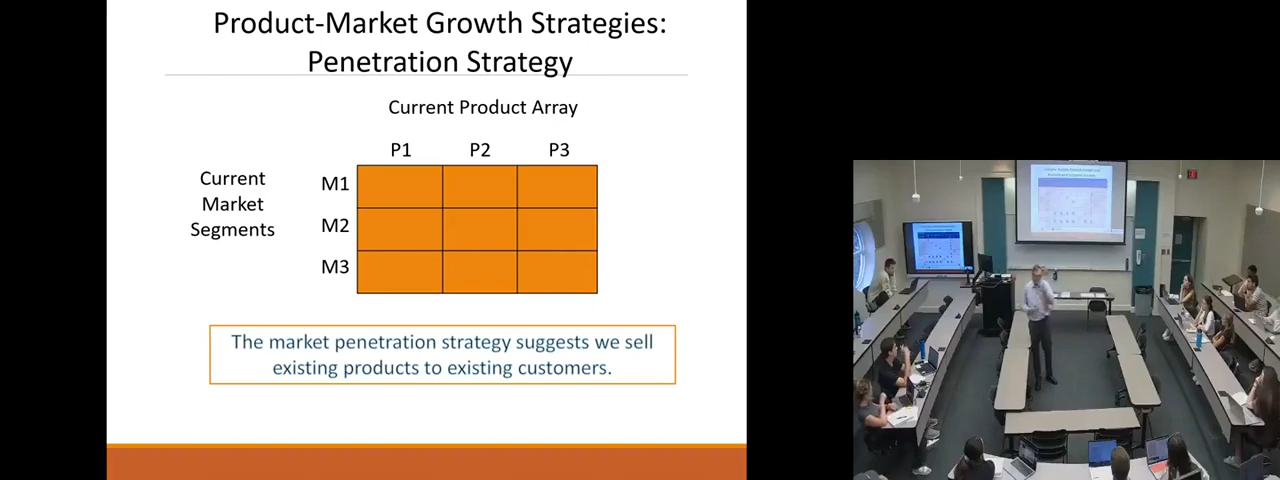 Product-Market Growth Strategies:
Penetration Strategy
Current Product Array
P1 P2 P3
Current
Market
Segments
M1
M2
M3
The market penetration strategy suggests we sell
existing products to existing customers.